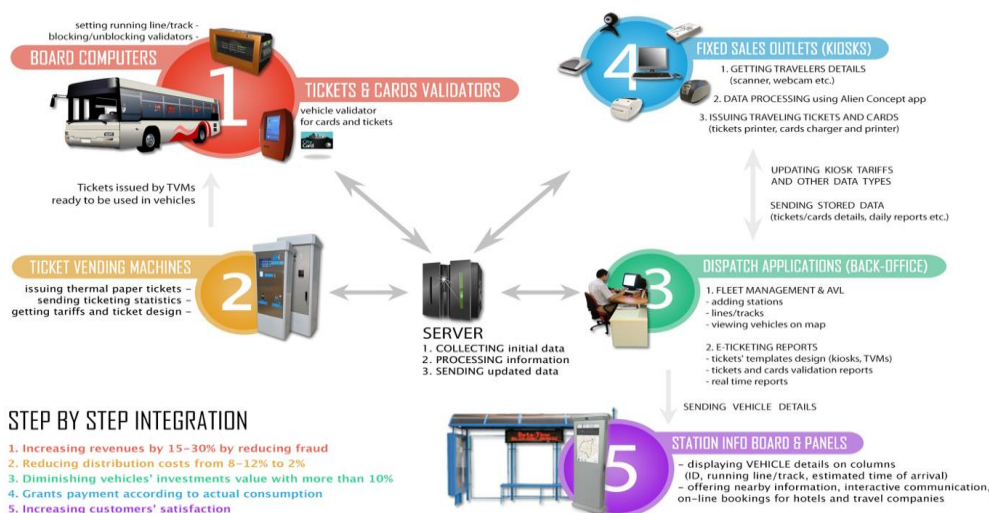 setting running line/track -
blocking/unblocking validators -
BOARD COMPUTERS
1
TICKETS & CARDS VALIDATORS
vehicle validator
for cards and tickets
4
FIXED SALES OUTLETS (KIOSKS)
1. GETTING TRAVELERS DETAILS
(scanner, webcam etc.)
2. DATA PROCESSING using Alien Concept app
3. ISSUING TRAVELING TICKETS AND CARDS
(tickets printer, cards charger and printer)
Tickets issued by TVMs
ready to be used in vehicles
UPDATING KIOSK TARIFFS
AND OTHER DATA TYPES
SENDING STORED DATA
(tickets/cards details, daily reports etc.)
TICKET VENDING MACHINES
2
issuing thermal paper tickets –
sending ticketing statistics –
getting tariffs and ticket design –
SERVER
1. COLLECTING initial data
2. PROCESSING information
3. SENDING updated data
3
DISPATCH APPLICATIONS (BACK-OFFICE)
1. FLEET MANAGEMENT & AVL
- adding stations
- lines/tracks
- viewing vehicles on map
2. E-TICKETING REPORTS
- tickets' templates design (kiosks, TVMs)
- tickets and cards validation reports
- real time reports
SENDING VEHICLE DETAILS
STEP BY STEP INTEGRATION
1. Increasing revenues by 15-30% by reducing fraud
2. Reducing distribution costs from 8-12% to 2%
3. Diminishing vehicles' investments value with more than 10%
4. Grants payment according to actual consumption
5. Increasing customers' satisfaction
5
STATION INFO BOARD & PANELS
– displaying VEHICLE details on columns
(ID, running line/track, estimated time of arrival)
– offering nearby information, interactive communication,
on-line bookings for hotels and travel companies